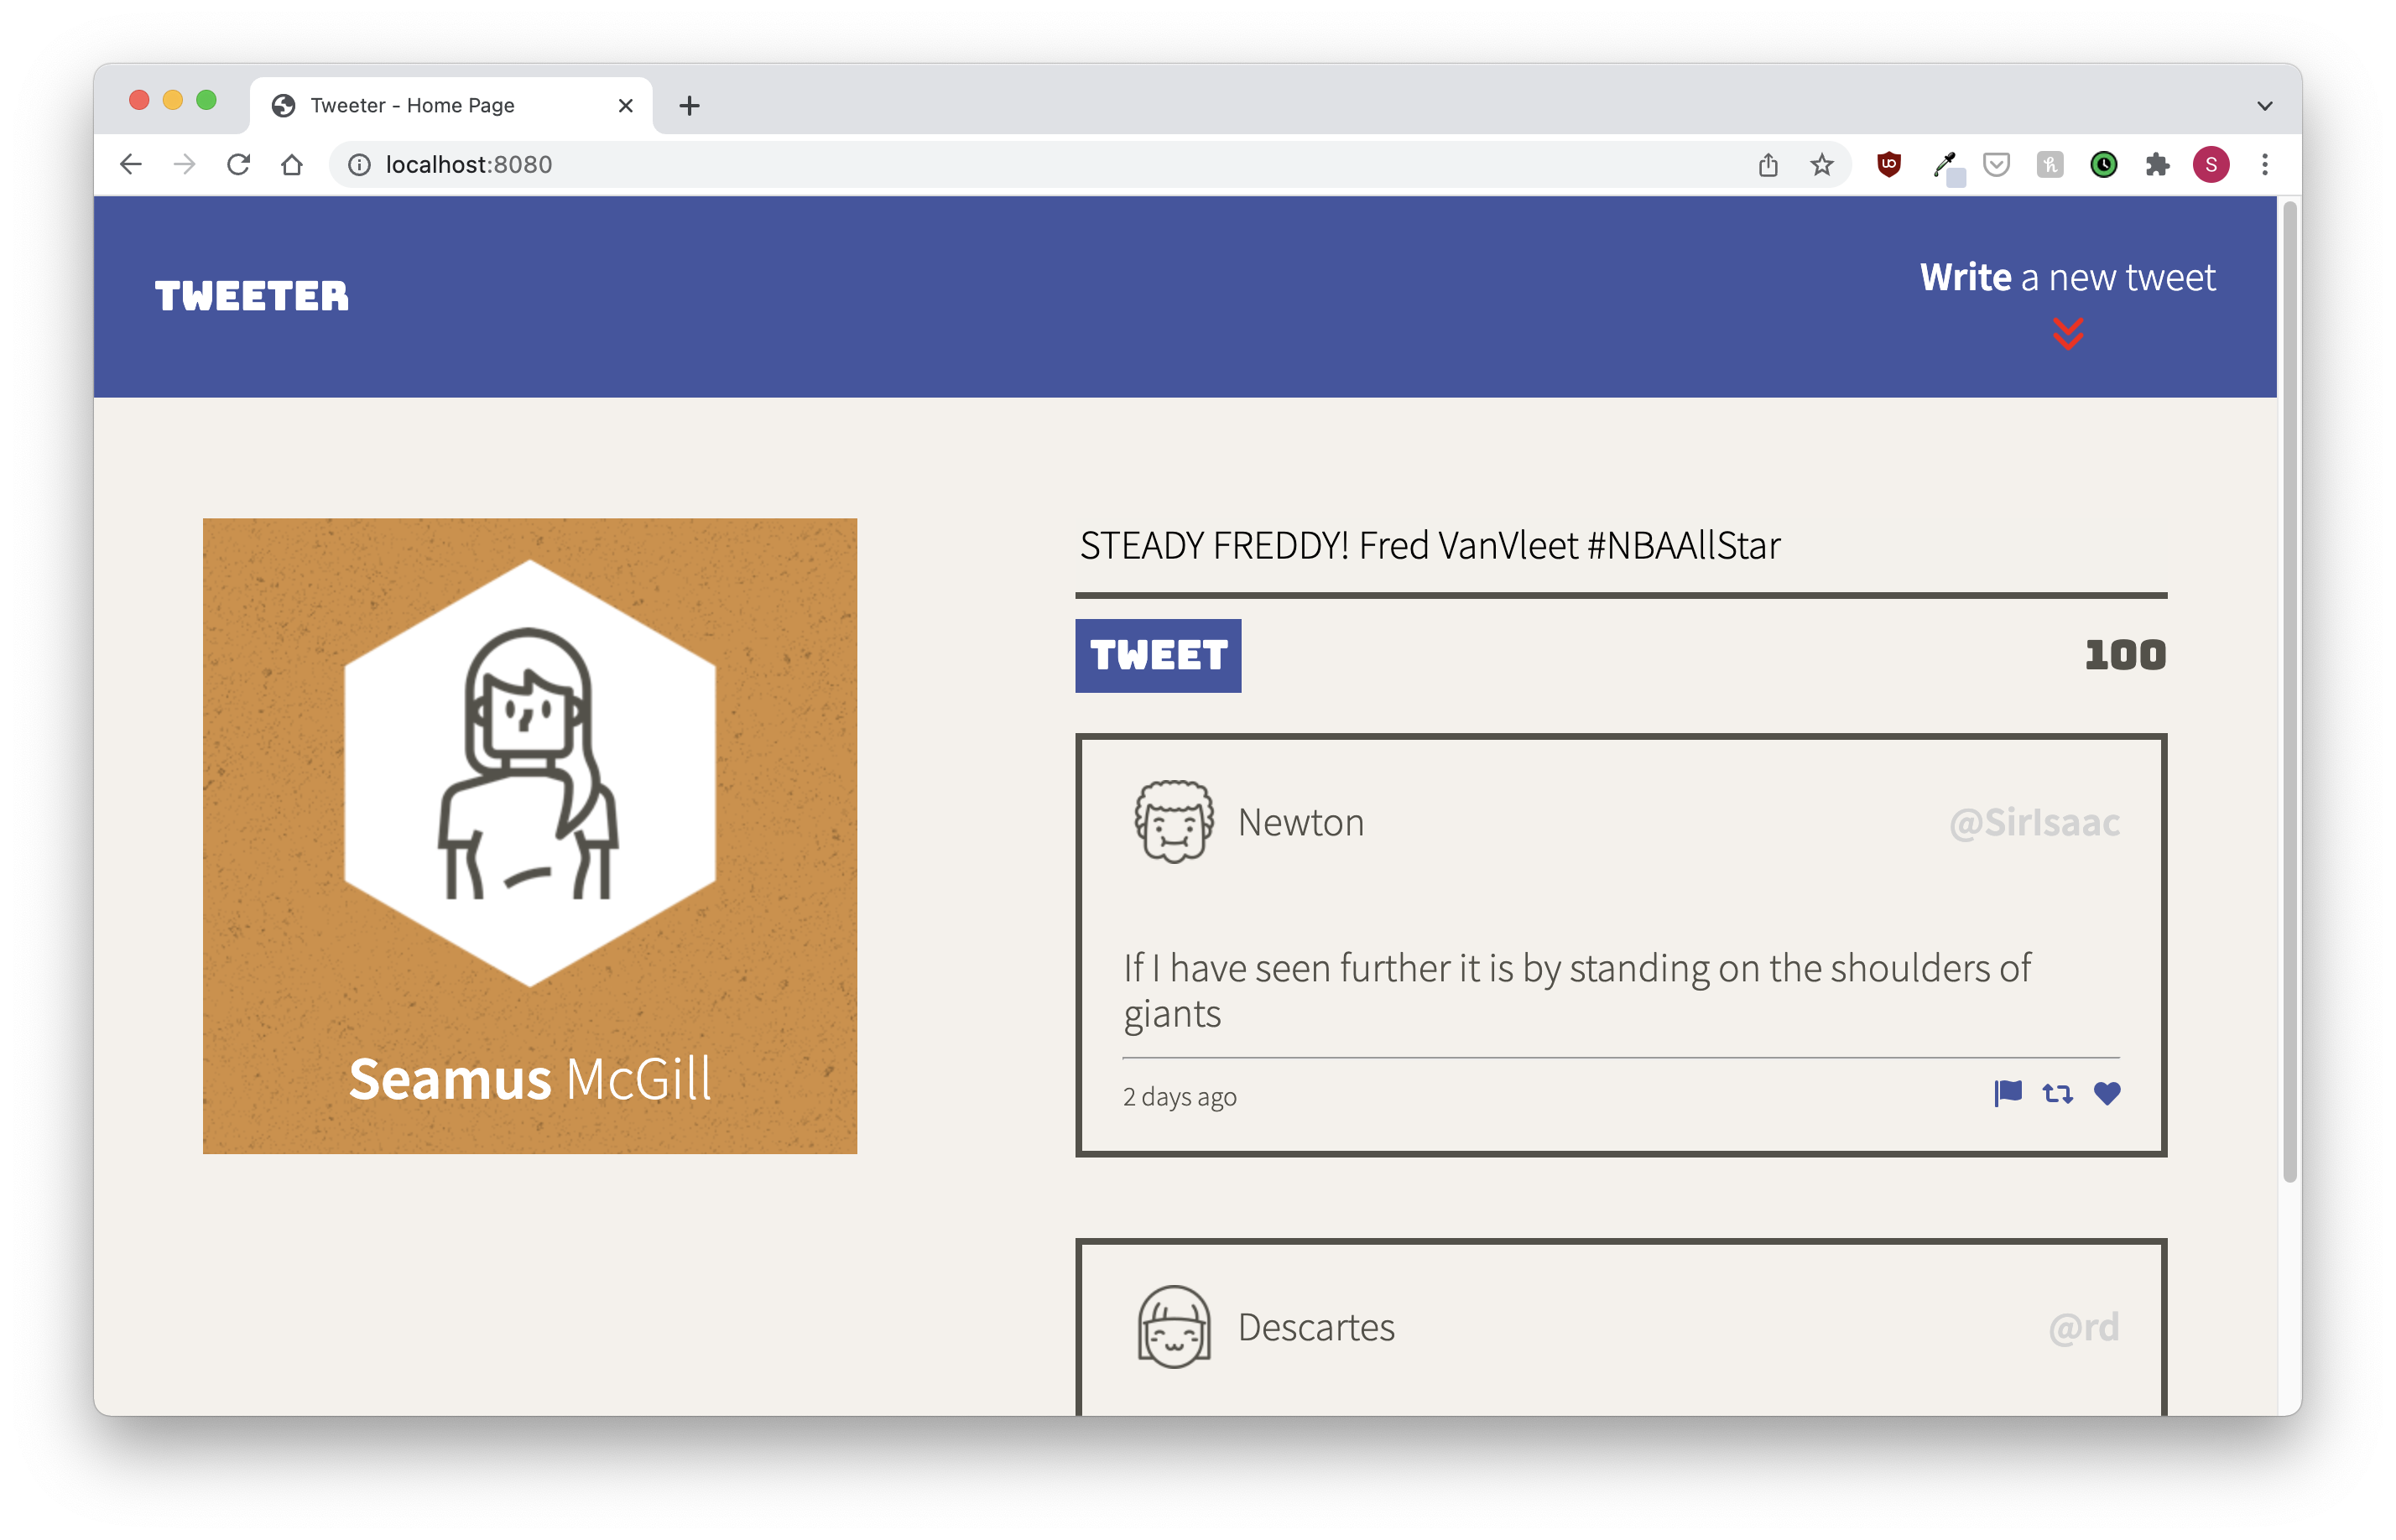 Tweeter - Home Page
localhost:8080
S
TWEETER
Write a new tweet
STEADY FREDDY! Fred VanVleet #NBAAllStar
TWEET
100
Seamus McGill
Newton
@SirIsaac
If I have seen further it is by standing on the shoulders of
giants
2 days ago
Descartes
@rd